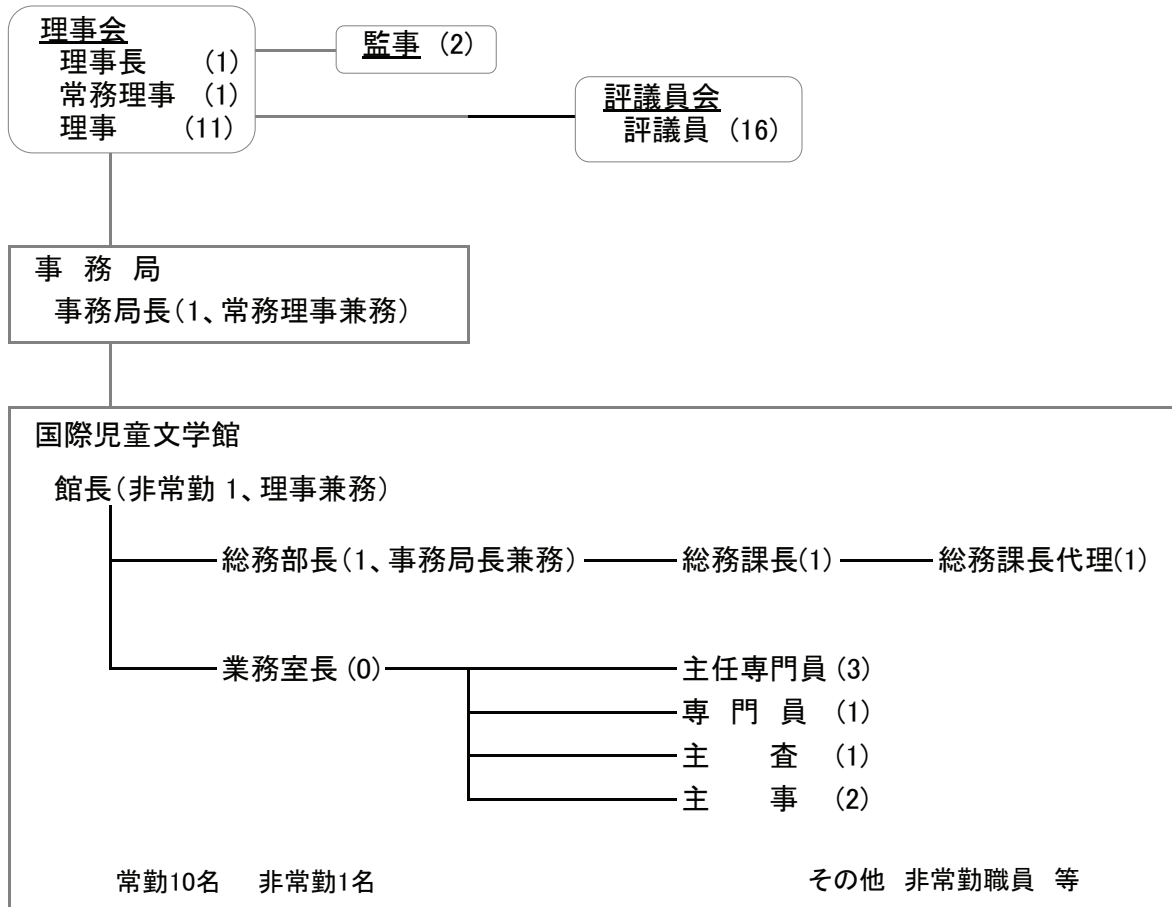 理事会
理事長 (1)
常務理事 (1)
理事 (11)
監事 (2)
評議員会
評議員 (16)
事 務 局
事務局長(1、常務理事兼務)
国際児童文学館
館長(非常勤 1、理事兼務)
総務部長(1、事務局長兼務) 総務課長(1) 総務課長代理(1)
業務室長 (0) 主任専門員 (3)
専 門 員 (1)
主 査 (1)
主 事 (2)
常勤10名 非常勤1名 その他 非常勤職員 等